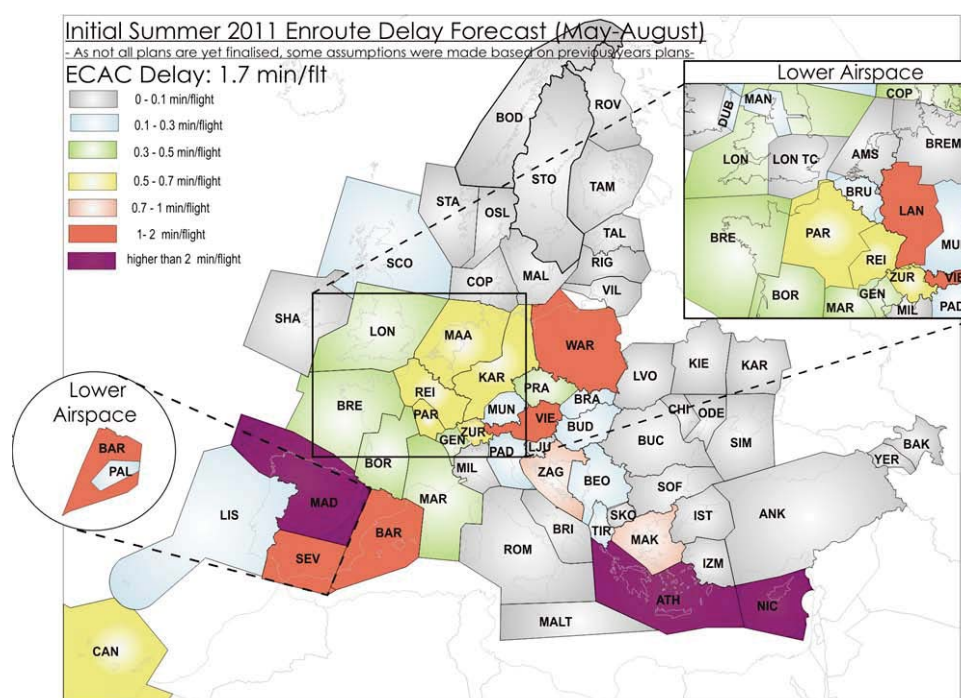 Initial Summer 2011 Enroute Delay Forecast (May-August)
- As not all plans are yet finalised, some assumptions were made based on previous years plans-
ECAC Delay: 1.7 min/flt
0 - 0.1 min/flight
0.1 - 0.3 min/flight
0.3 - 0.5 min/flight
0.5 - 0.7 min/flight
0.7 - 1 min/flight
1- 2 min/flight
higher than 2 min/flight
Lower Airspace
DUB
MAN
COP
LON
LON TC
AMS
BREM
BRU
LAN
BRE
PAR
MUN
REI
ZUR
VIE
BOR
MAR
GEN
MIL
PAD
BOD
ROV
STO
STA
OSL
TAM
TAL
SCO
RIG
COP
MAL
VIL
SHA
LON
MAA
WAR
LVO
KIE
KAR
KAR
REI
PRA
BRE
PAR
MUN
BRA
VIE
CHI
ODE
ZUR
BUD
GEN
LJU
BUC
SIM
BOR
MIL
PAD
BAK
YER
ZAG
BEO
SOF
MAR
MAD
LIS
SKO
IST
ANK
BRI
TIR
BAR
MAK
ROM
IZM
SEV
ATH
NIC
MALT
CAN
Lower
Airspace
BAR
PAL